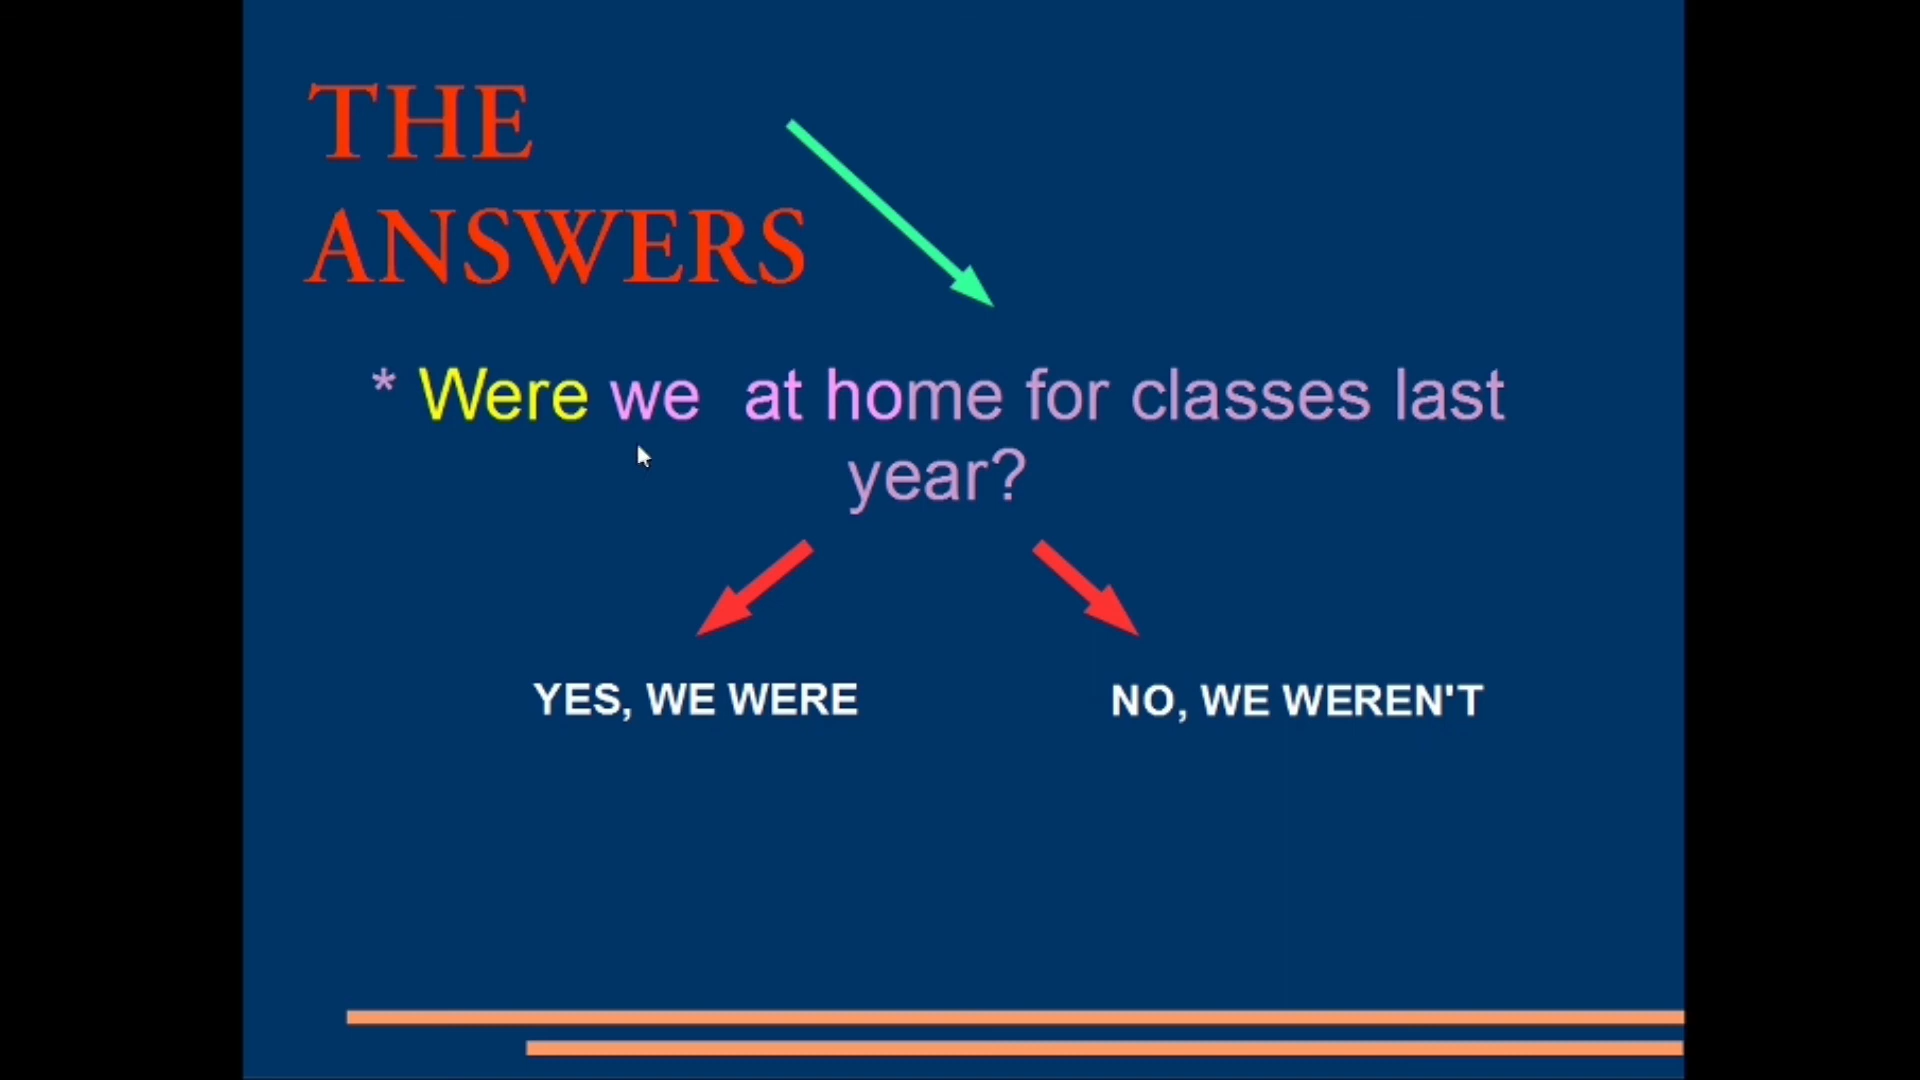 THE
ANSWERS
* Were we at home for classes last
year?
YES, WE WERE
NO, WE WEREN'T